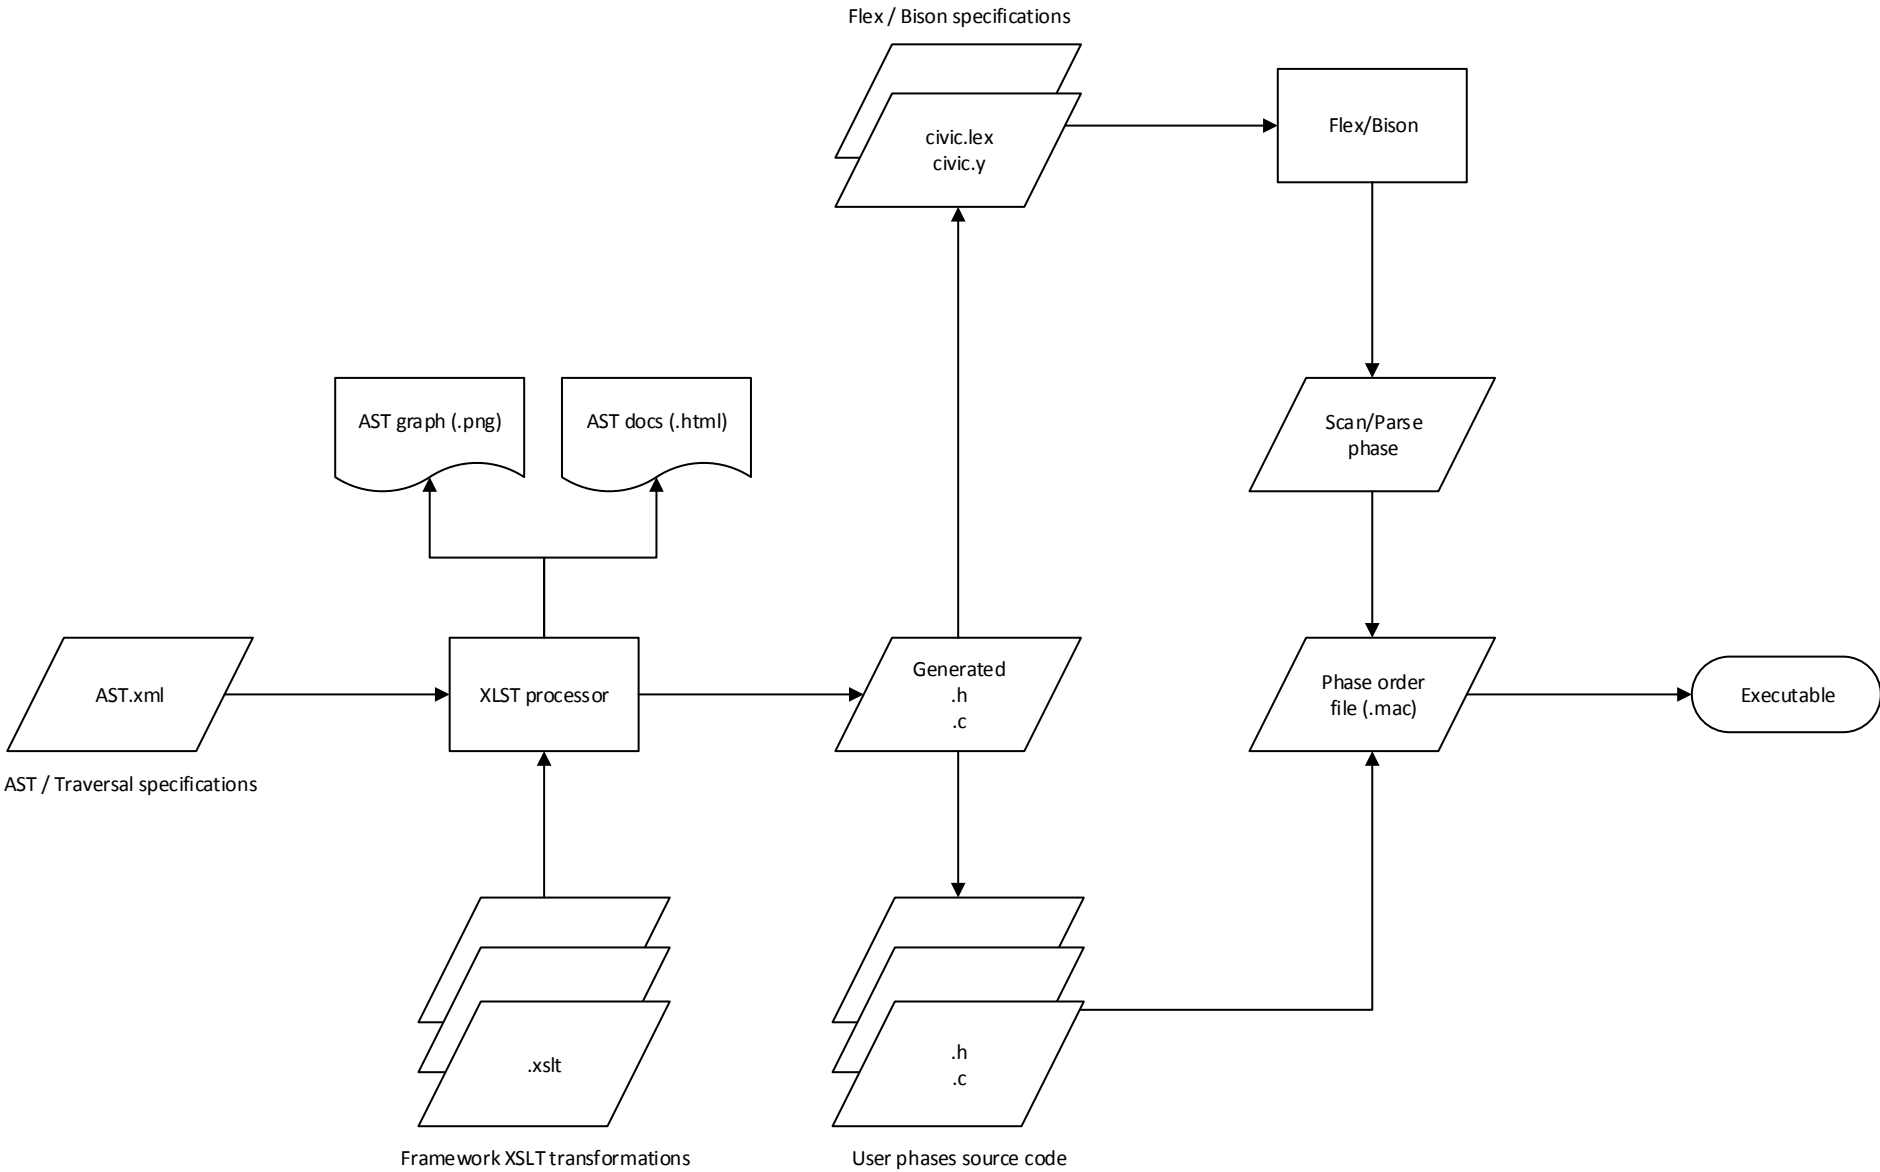 Flex / Bison specifications
civic.lex
civic.y
Flex/Bison
AST graph (.png)
AST docs (.html)
Scan/Parse
phase
AST.xml
XLST processor
Generated
.h
.c
Phase order
file (.mac)
Executable
AST / Traversal specifications
.xslt
.h
.c
Framework XSLT transformations
User phases source code